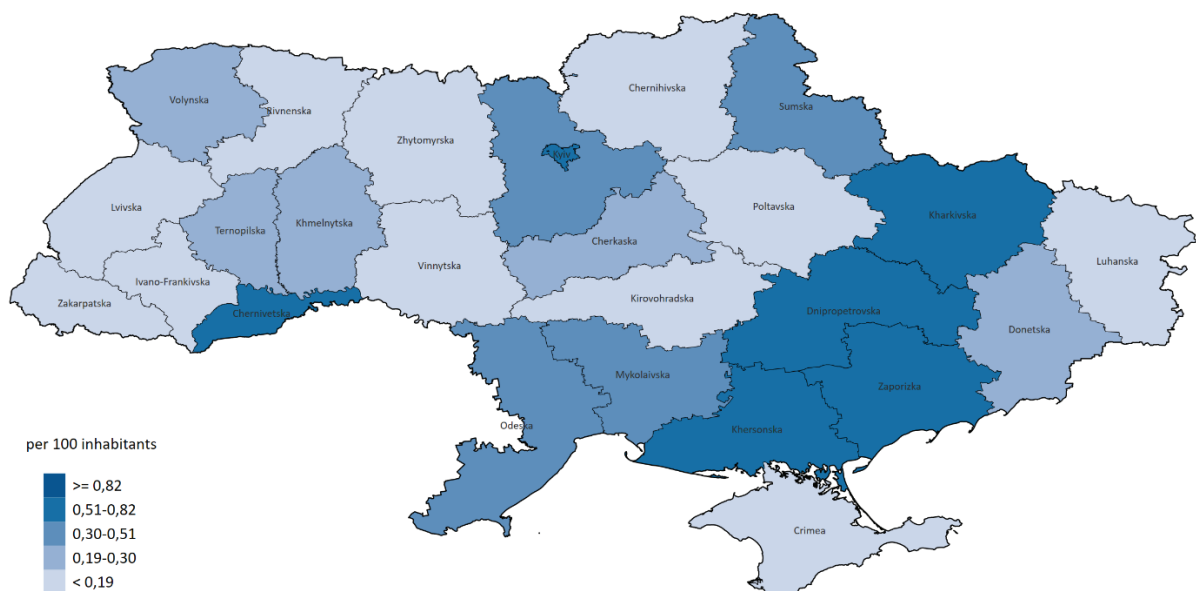 Chernihivska
Volynska
Sumska
Rivnenska
Zhytomyrska
Kyiv
Poltavska
Lvivska
Kharkivska
Ternopilska
Khmelnytska
Cherkaska
Luhanska
Vinnytska
Ivano-Frankivska
Zakarpatska
Kirovohradska
Dnipropetrovska
Chernivetska
Donetska
Mykolaivska
Zaporizka
Odeska
Khersonska
Crimea
per 100 inhabitants
>= 0,82
0,51-0,82
0,30-0,51
0,19-0,30
< 0,19